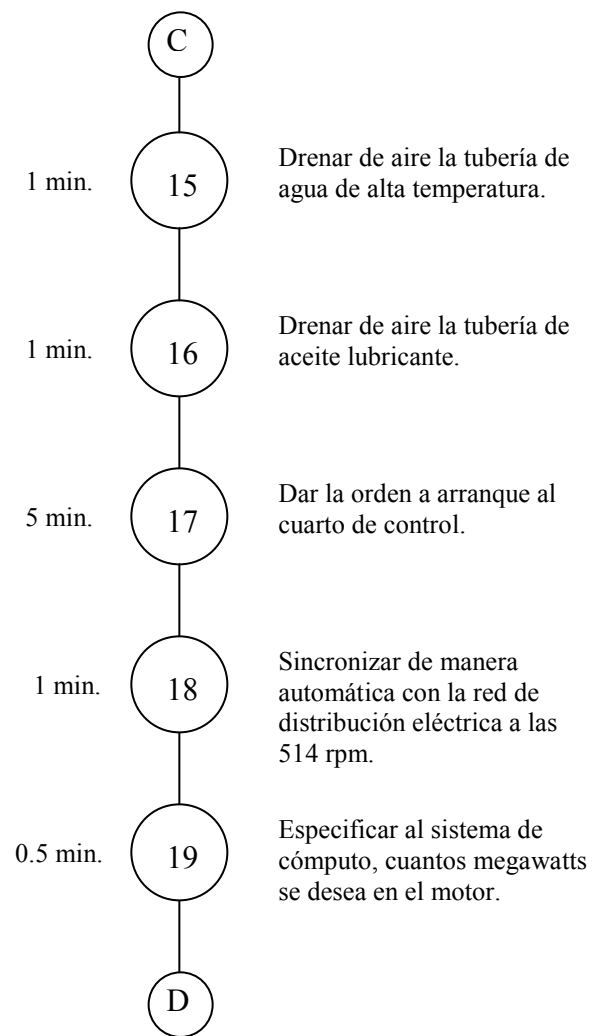 C
1 min.
15
Drenar de aire la tubería de
agua de alta temperatura.
1 min.
16
Drenar de aire la tubería de
aceite lubricante.
5 min.
17
Dar la orden a arranque al
cuarto de control.
1 min.
18
Sincronizar de manera
automática con la red de
distribución eléctrica a las
514 rpm.
0.5 min.
19
Especificar al sistema de
cómputo, cuantos megawatts
se desea en el motor.
D